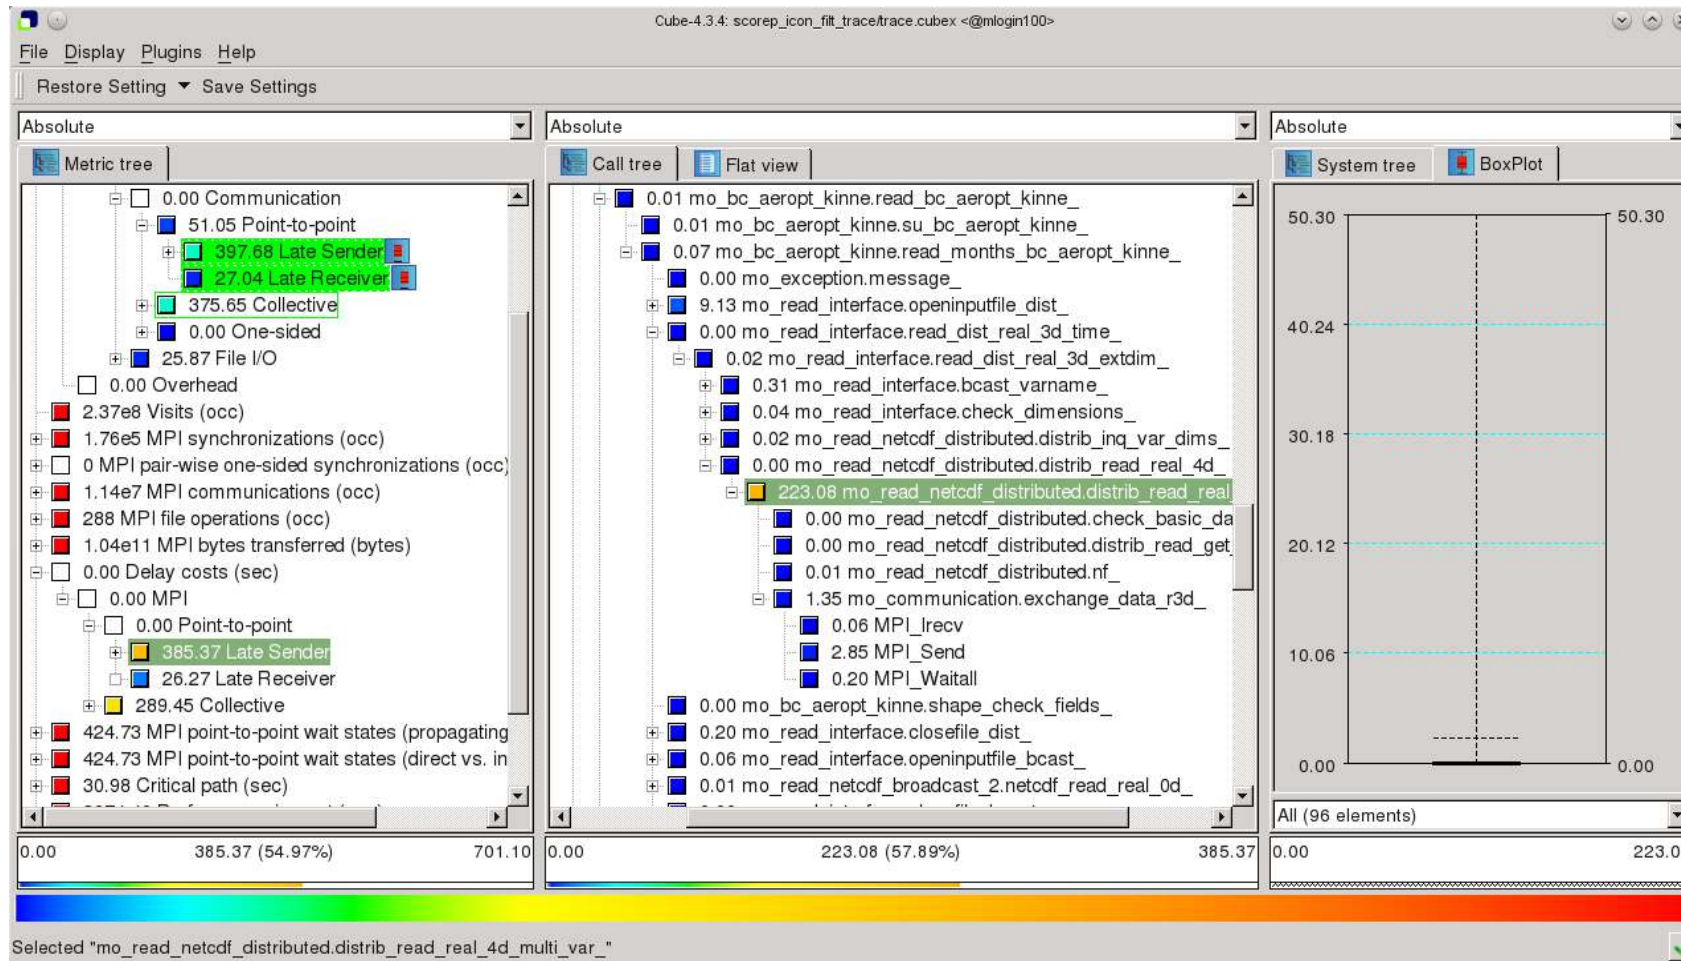 Cube-4.3.4: scorep_icon_filt_trace/trace.cubex <@mlogin100>
File Display Plugins Help
Restore Setting Save Settings
Absolute
Metric tree
0.00 Communication
51.05 Point-to-point
397.68 Late Sender
27.04 Late Receiver
375.65 Collective
0.00 One-sided
25.87 File I/O
0.00 Overhead
2.37e8 Visits (occ)
1.76e5 MPI synchronizations (occ)
0 MPI pair-wise one-sided synchronizations (occ)
1.14e7 MPI communications (occ)
288 MPI file operations (occ)
1.04e11 MPI bytes transferred (bytes)
0.00 Delay costs (sec)
0.00 MPI
0.00 Point-to-point
385.37 Late Sender
26.27 Late Receiver
289.45 Collective
424.73 MPI point-to-point wait states (propagating
424.73 MPI point-to-point wait states (direct vs. in
30.98 Critical path (sec)
0.00 385.37 (54.97%) 701.10
Absolute
Call tree Flat view
0.01 mo_bc_aeropt_kinne.read_bc_aeropt_kinne_
0.01 mo_bc_aeropt_kinne.su_bc_aeropt_kinne_
0.07 mo_bc_aeropt_kinne.read_months_bc_aeropt_kinne_
0.00 mo_exception.message_
9.13 mo_read_interface.openinputfile_dist_
0.00 mo_read_interface.read_dist_real_3d_time_
0.02 mo_read_interface.read_dist_real_3d_extdim_
0.31 mo_read_interface.bcast_varname_
0.04 mo_read_interface.check_dimensions_
0.02 mo_read_netcdf_distributed.distrib_inq_var_dims_
0.00 mo_read_netcdf_distributed.distrib_read_real_4d_
223.08 mo_read_netcdf_distributed.distrib_read_real_
0.00 mo_read_netcdf_distributed.check_basic_da
0.00 mo_read_netcdf_distributed.distrib_read_get_
0.01 mo_read_netcdf_distributed.nf_
1.35 mo_communication.exchange_data_r3d_
0.06 MPI_Irecv
2.85 MPI_Send
0.20 MPI_Waitall
0.00 mo_bc_aeropt_kinne.shape_check_fields_
0.20 mo_read_interface.closefile_dist_
0.06 mo_read_interface.openinputfile_bcast_
0.01 mo_read_netcdf_broadcast_2.netcdf_read_real_0d_
0.00 223.08 (57.89%) 385.37
Absolute
System tree BoxPlot
50.30 50.30
40.24
30.18
20.12
10.06
0.00 0.00
All (96 elements)
0.00 223.0
Selected "mo_read_netcdf_distributed.distrib_read_real_4d_multi_var_"